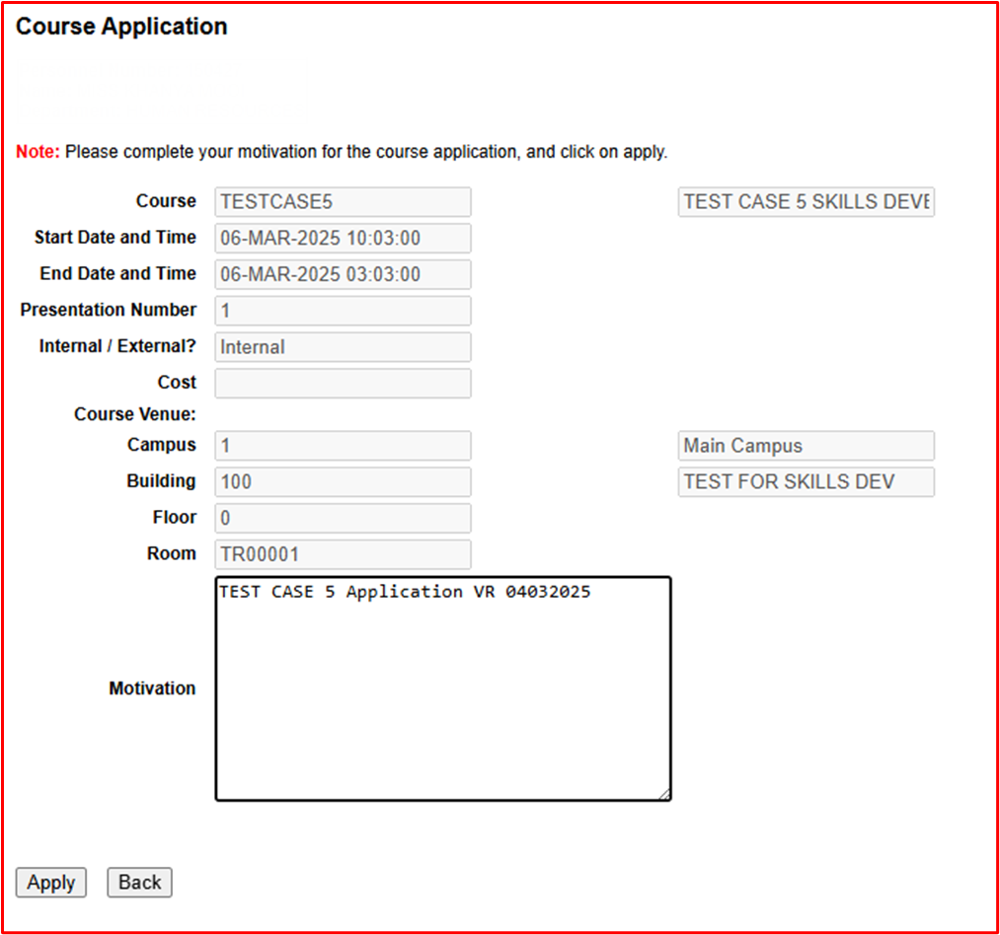 Course Application
Note: Please complete your motivation for the course application, and click on apply.
Course TESTCASE5 TEST CASE 5 SKILLS DEVE
Start Date and Time 06-MAR-2025 10:03:00
End Date and Time 06-MAR-2025 03:03:00
Presentation Number 1
Internal / External? Internal
Cost
Course Venue:
Campus 1 Main Campus
Building 100 TEST FOR SKILLS DEV
Floor 0
Room TR00001
TEST CASE 5 Application VR 04032025
Motivation
Apply Back